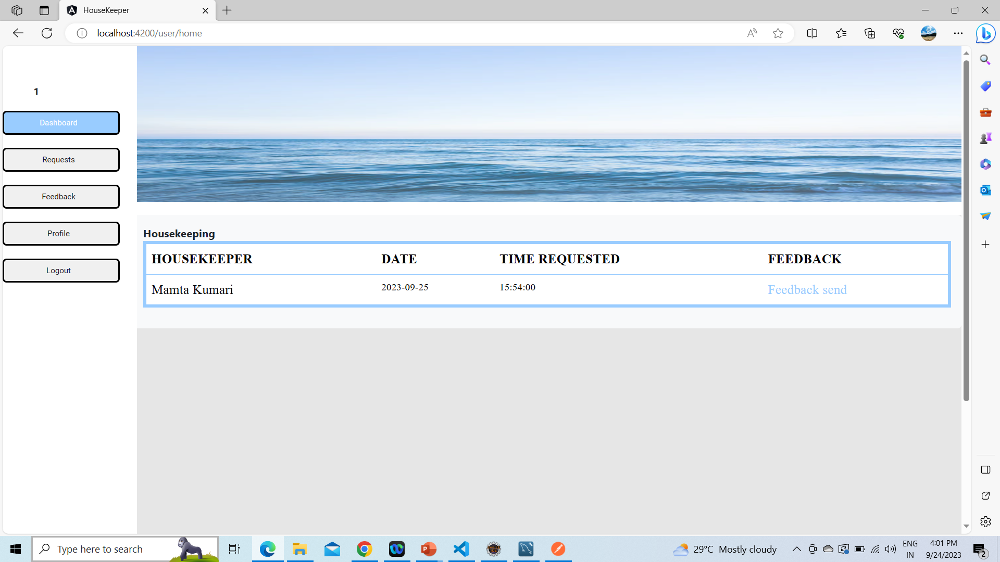 HouseKeeper
localhost:4200/user/home
1
Dashboard
Requests
Feedback
Profile
Logout
Housekeeping
HOUSEKEEPER DATE TIME REQUESTED FEEDBACK
Mamta Kumari 2023-09-25 15:54:00 Feedback send
Type here to search
29°C Mostly cloudy
ENG
IN
4:01 PM
9/24/2023
2